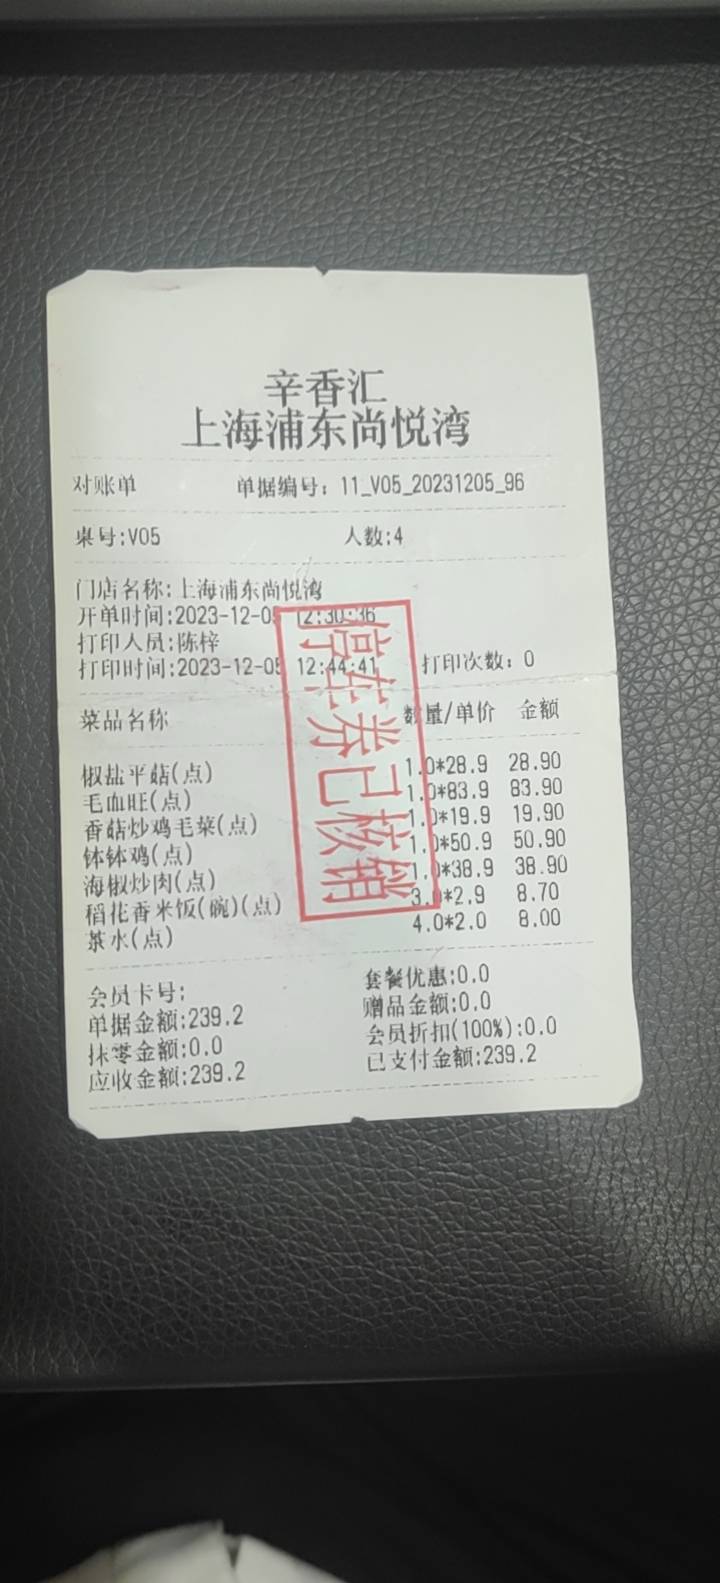 辛香汇
上海浦东尚悦湾
对账单 单据编号：11_V05_20231205_96
桌号:V05 人数:4
门店名称:上海浦东尚悦湾
开单时间:2023-12-05 12:30:36
打印人员:陈梓
打印时间:2023-12-05 12:44:41 打印次数：0
菜品名称 数量/单价 金额
椒盐平菇(点) 1.0*28.9 28.90
毛血旺(点) 1.0*83.9 83.90
香菇炒鸡毛菜(点) 1.0*19.9 19.90
钵钵鸡(点) 1.0*50.9 50.90
海椒炒肉(点) 1.0*38.9 38.90
稻花香米饭(碗)(点) 3.0*2.9 8.70
茶水(点) 4.0*2.0 8.00
会员卡号: 套餐优惠:0.0
单据金额:239.2 赠品金额:0.0
抹零金额:0.0 会员折扣(100%):0.0
应收金额:239.2 已支付金额:239.2
停车券已核销